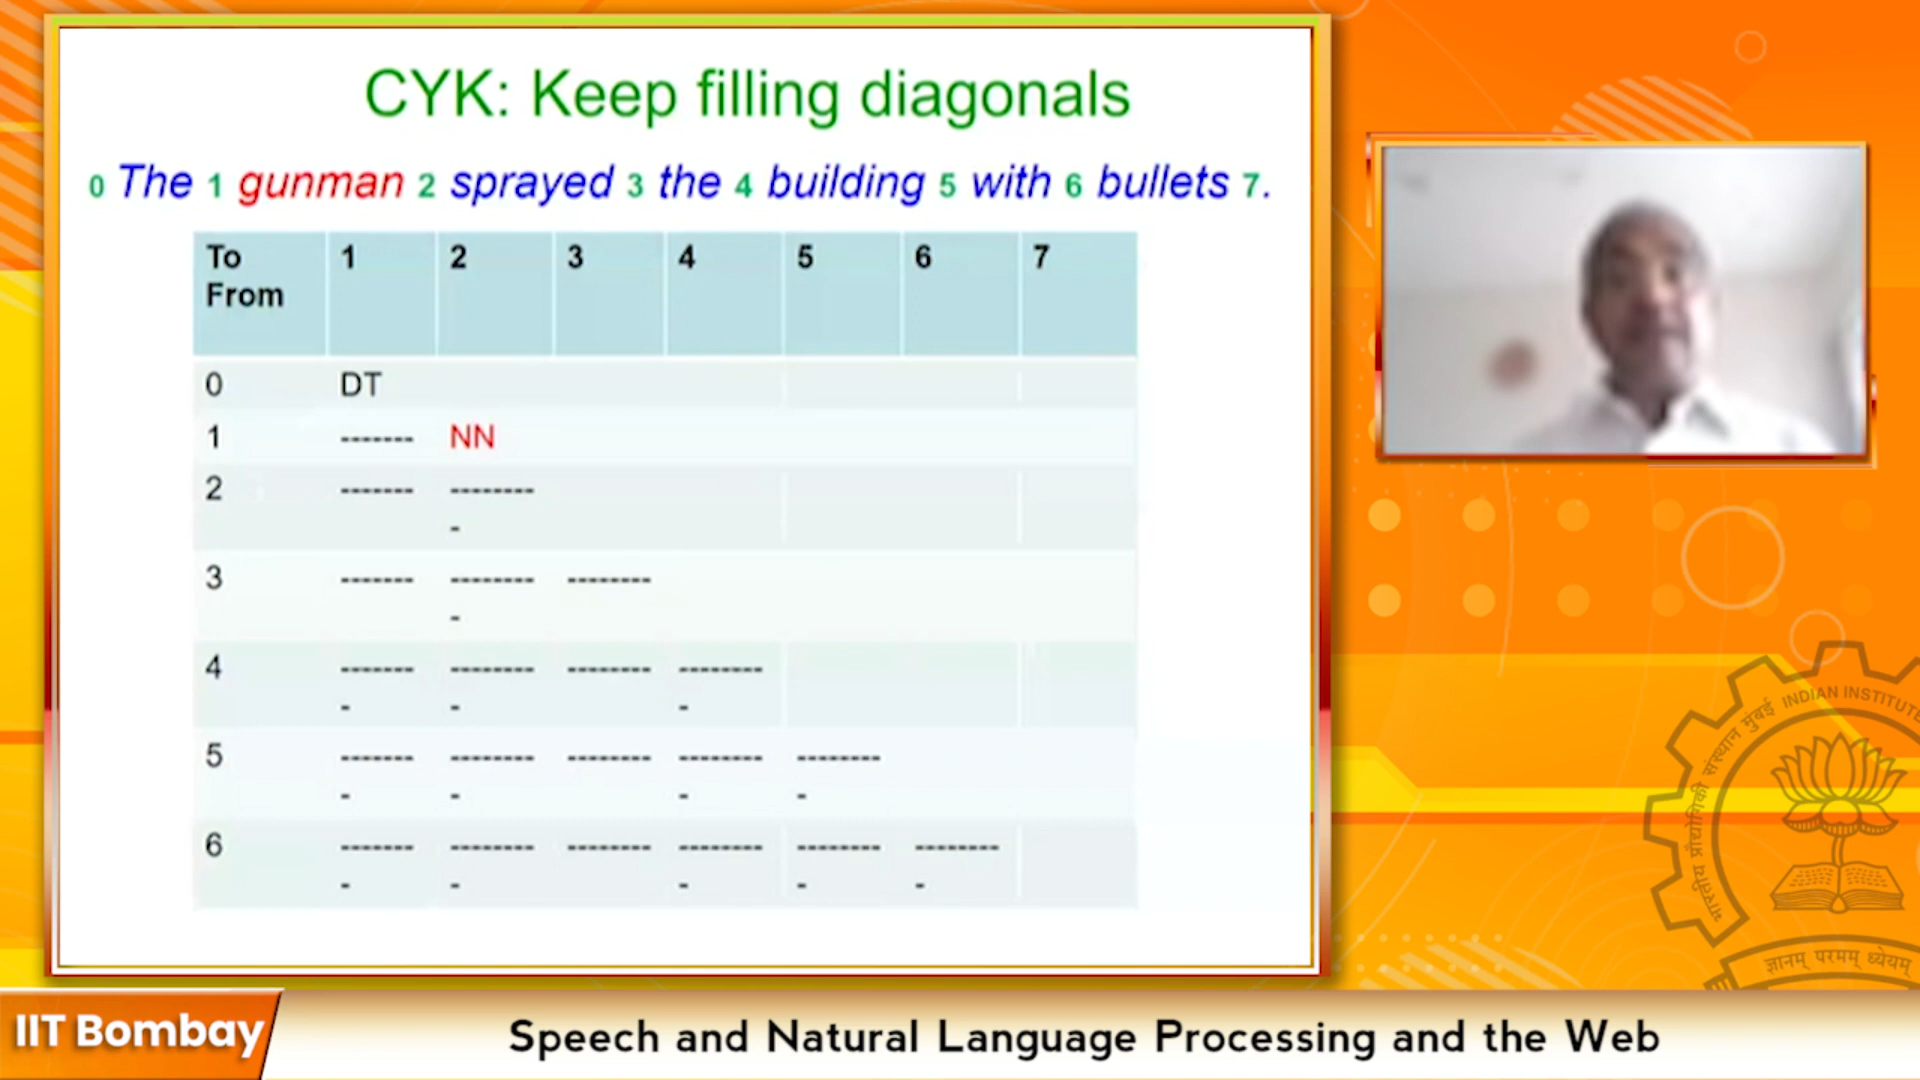 CYK: Keep filling diagonals
0 The 1 gunman 2 sprayed 3 the 4 building 5 with 6 bullets 7.
To From 1 2 3 4 5 6 7
0 DT
1 ------- NN
2 ------- --------
-
3 ------- -------- --------
-
4 ------- -------- -------- --------
- - -
5 ------- -------- -------- -------- --------
- - - -
6 ------- -------- -------- -------- -------- --------
- - - - -
भारतीय प्रौद्योगिकी संस्थान मुंबई INDIAN INSTITUTE
ज्ञानम् परमम् ध्येयम्
IIT Bombay
Speech and Natural Language Processing and the Web